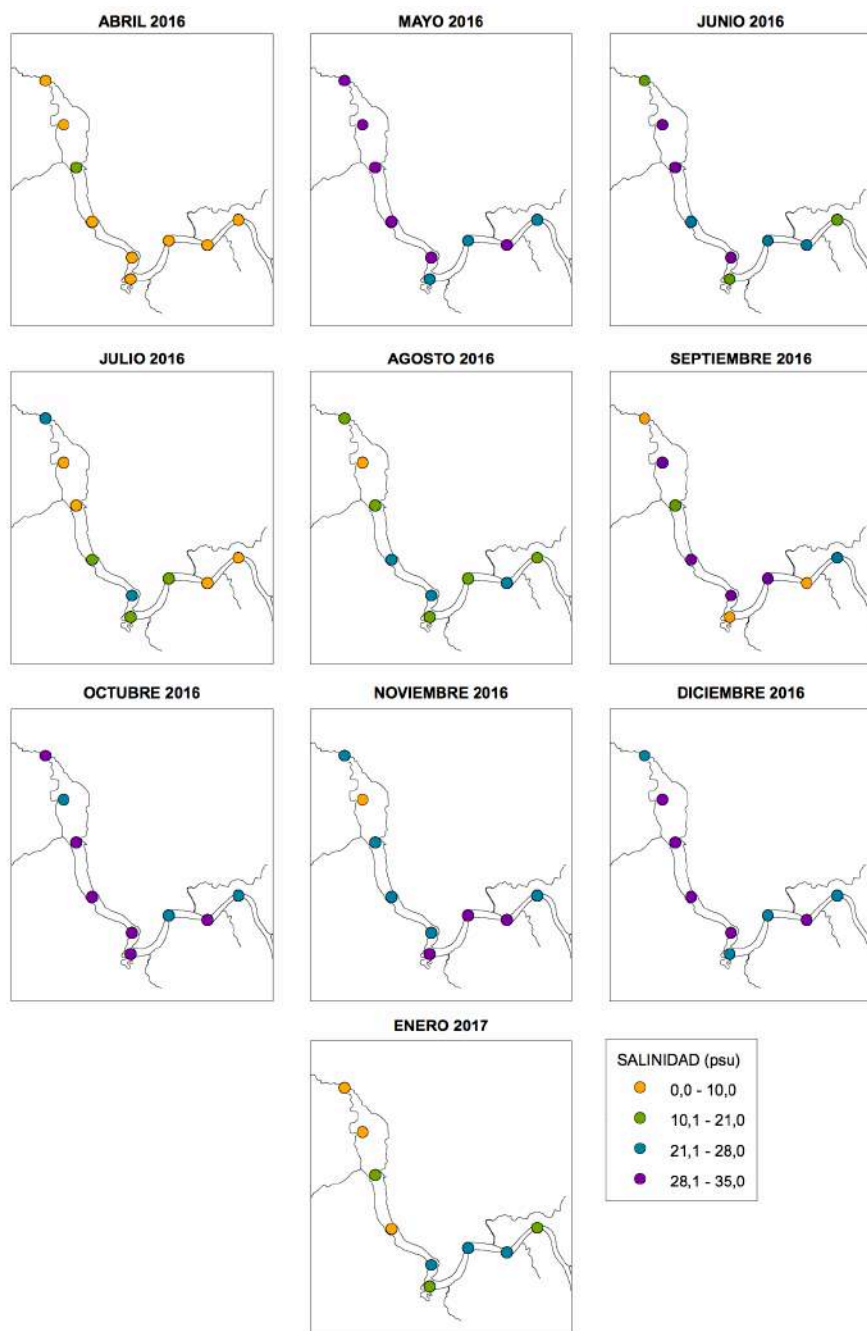 ABRIL 2016
MAYO 2016
JUNIO 2016
JULIO 2016
AGOSTO 2016
SEPTIEMBRE 2016
OCTUBRE 2016
NOVIEMBRE 2016
DICIEMBRE 2016
ENERO 2017
SALINIDAD (psu)
0,0 - 10,0
10,1 - 21,0
21,1 - 28,0
28,1 - 35,0